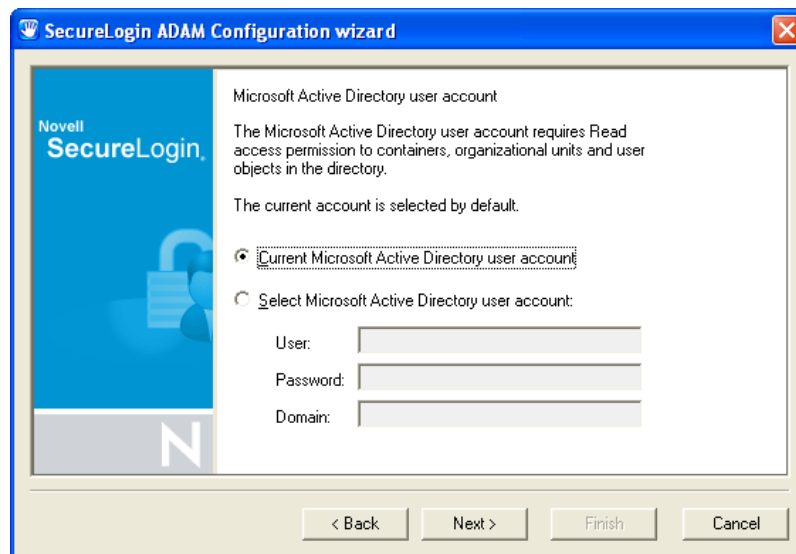 SecureLogin ADAM Configuration wizard
Novell
SecureLogin.
N
Microsoft Active Directory user account
The Microsoft Active Directory user account requires Read
access permission to containers, organizational units and user
objects in the directory.
The current account is selected by default.
Current Microsoft Active Directory user account
Select Microsoft Active Directory user account:
User:
Password:
Domain:
< Back
Next >
Finish
Cancel